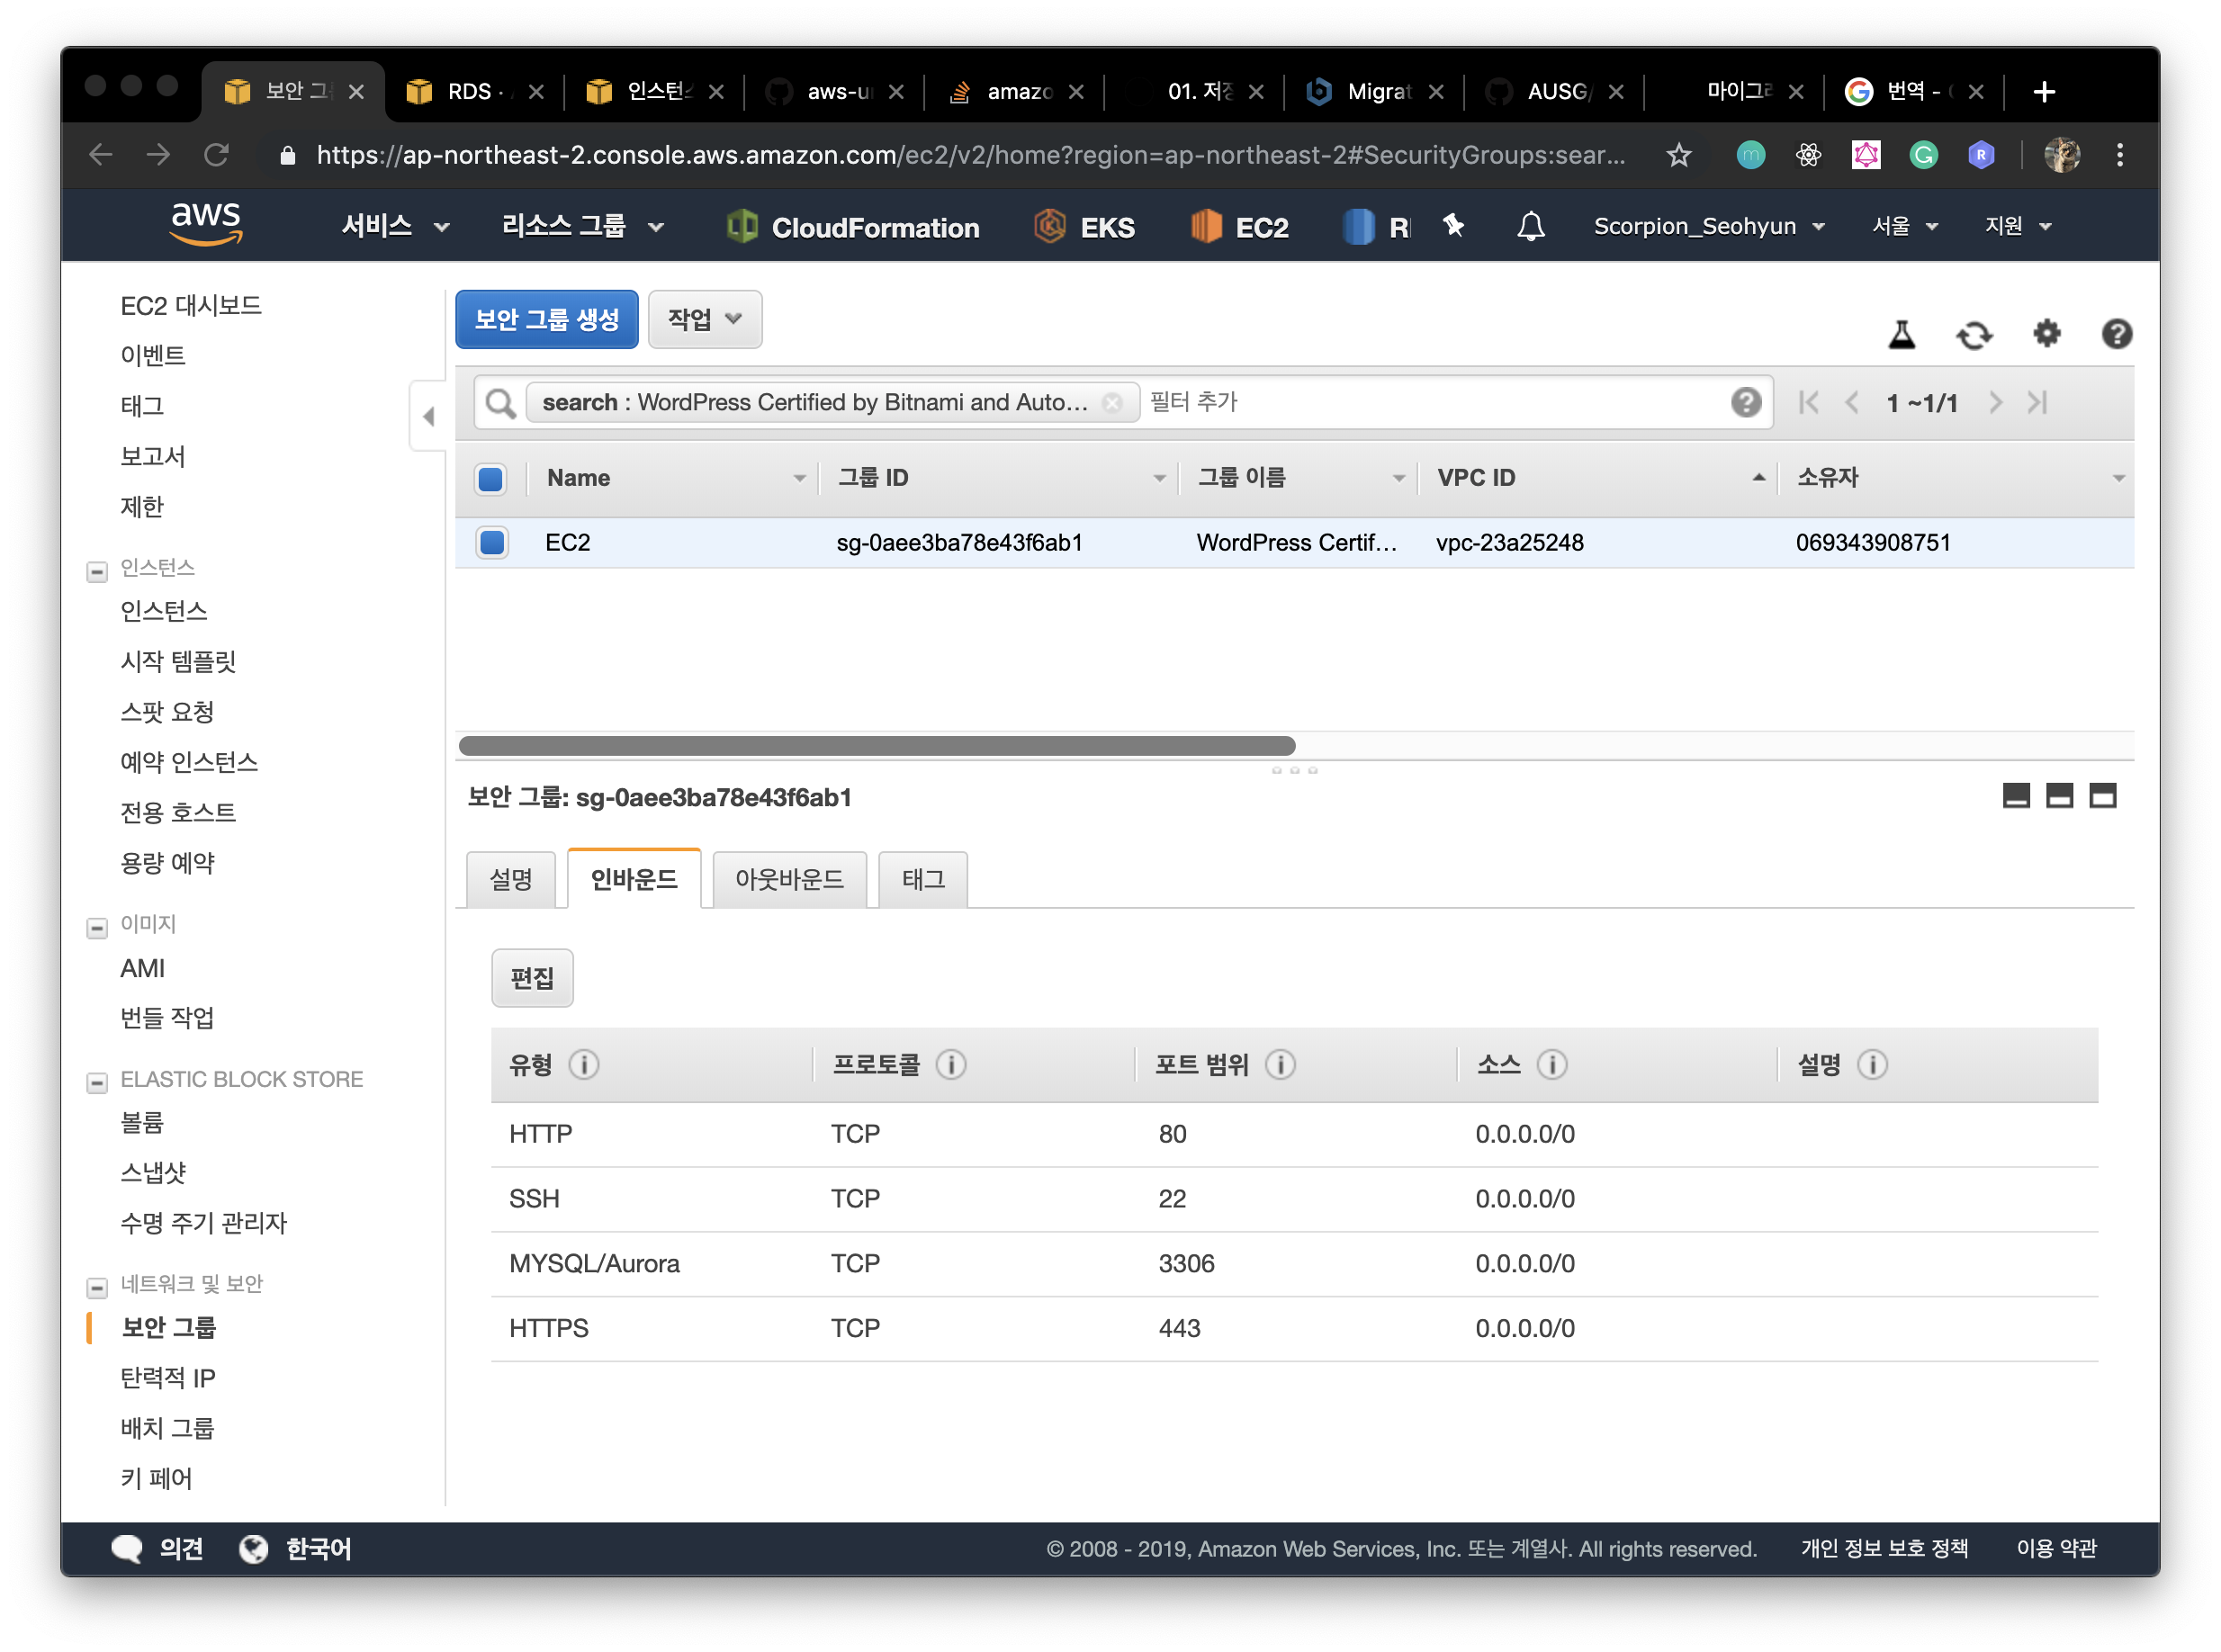 보안 그
RDS ·
인스턴
aws-u
amazo
01. 저장
Migrat
AUSG/
마이그
번역 -
https://ap-northeast-2.console.aws.amazon.com/ec2/v2/home?region=ap-northeast-2#SecurityGroups:sear...
aws 서비스 리소스 그룹 CloudFormation EKS EC2 R Scorpion_Seohyun 서울 지원
EC2 대시보드
이벤트
태그
보고서
제한
인스턴스
인스턴스
시작 템플릿
스팟 요청
예약 인스턴스
전용 호스트
용량 예약
이미지
AMI
번들 작업
ELASTIC BLOCK STORE
볼륨
스냅샷
수명 주기 관리자
네트워크 및 보안
보안 그룹
탄력적 IP
배치 그룹
키 페어
보안 그룹 생성 작업
search : WordPress Certified by Bitnami and Auto... 필터 추가 1 ~1/1
Name 그룹 ID 그룹 이름 VPC ID 소유자
EC2 sg-0aee3ba78e43f6ab1 WordPress Certif... vpc-23a25248 069343908751
보안 그룹: sg-0aee3ba78e43f6ab1
설명 인바운드 아웃바운드 태그
편집
유형 프로토콜 포트 범위 소스 설명
HTTP TCP 80 0.0.0.0/0
SSH TCP 22 0.0.0.0/0
MYSQL/Aurora TCP 3306 0.0.0.0/0
HTTPS TCP 443 0.0.0.0/0
의견 한국어 © 2008 - 2019, Amazon Web Services, Inc. 또는 계열사. All rights reserved. 개인 정보 보호 정책 이용 약관